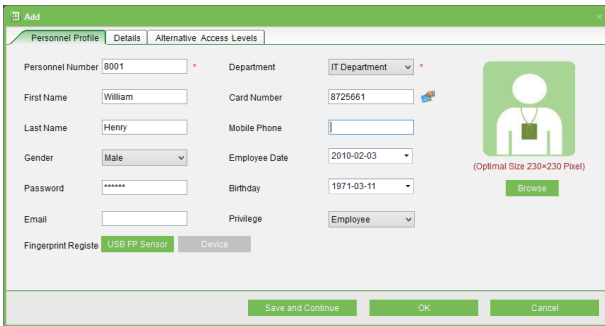 Add
Personnel Profile Details Alternative Access Levels
Personnel Number 8001 * Department IT Department *
First Name William Card Number 8725661
Last Name Henry Mobile Phone
Gender Male Employee Date 2010-02-03
(Optimal Size 230×230 Pixel)
Password ****** Birthday 1971-03-11 Browse
Email Privilege Employee
Fingerprint Registe USB FP Sensor Device
Save and Continue OK Cancel